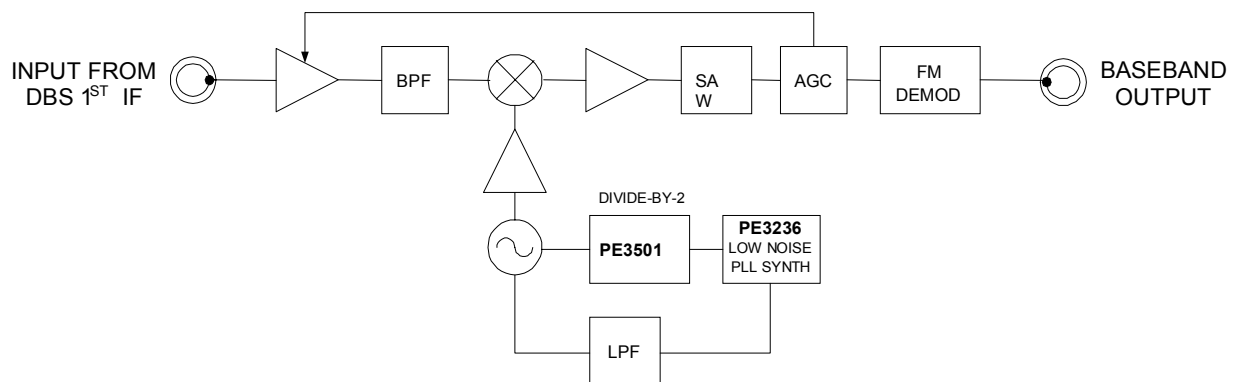 INPUT FROM
DBS 1ST IF
BPF
SA
W
AGC
FM
DEMOD
BASEBAND
OUTPUT
DIVIDE-BY-2
PE3501
PE3236
LOW NOISE
PLL SYNTH
LPF